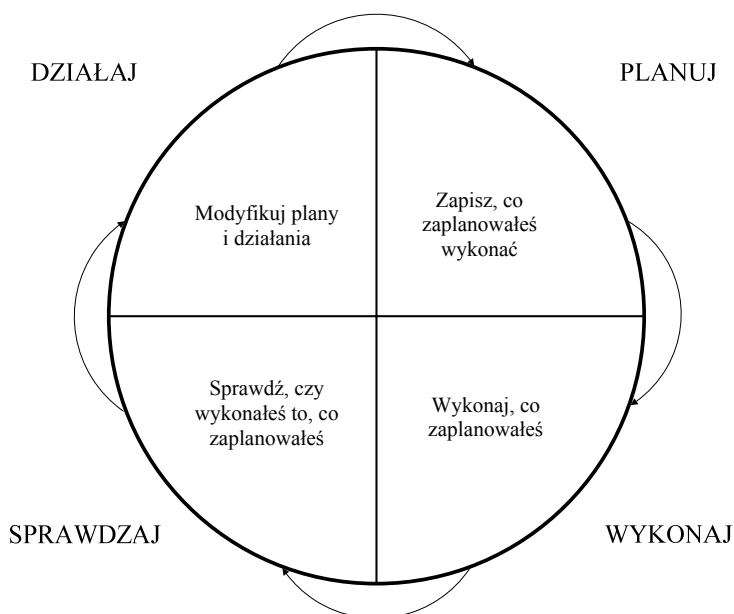 DZIAŁAJ
PLANUJ
Modyfikuj plany
i działania
Zapisz, co
zaplanowałeś
wykonać
Sprawdź, czy
wykonałeś to, co
zaplanowałeś
Wykonaj, co
zaplanowałeś
SPRAWDZAJ
WYKONAJ